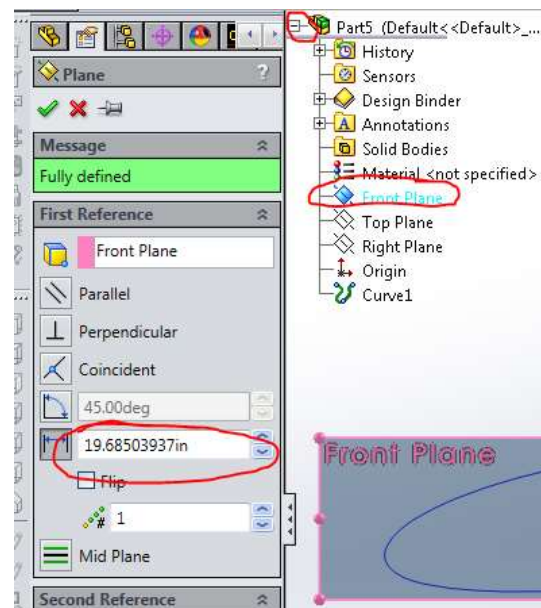 Plane
?
Message
Fully defined
First Reference
Front Plane
Parallel
Perpendicular
Coincident
45.00deg
19.68503937in
Flip
# 1
Mid Plane
Second Reference
Part5 (Default<<Default>_...
History
Sensors
Design Binder
Annotations
Solid Bodies
Material <not specified>
Front Plane
Top Plane
Right Plane
Origin
Curve1
Front Plane